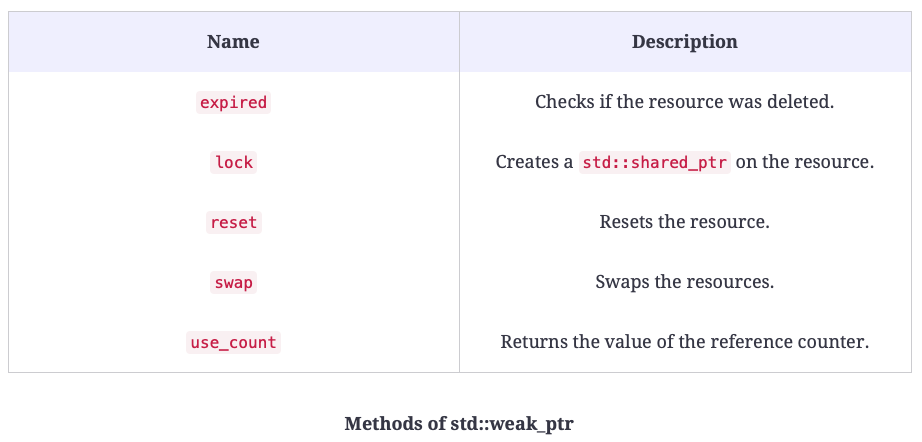 Name Description
expired Checks if the resource was deleted.
lock Creates a std::shared_ptr on the resource.
reset Resets the resource.
swap Swaps the resources.
use_count Returns the value of the reference counter.
Methods of std::weak_ptr